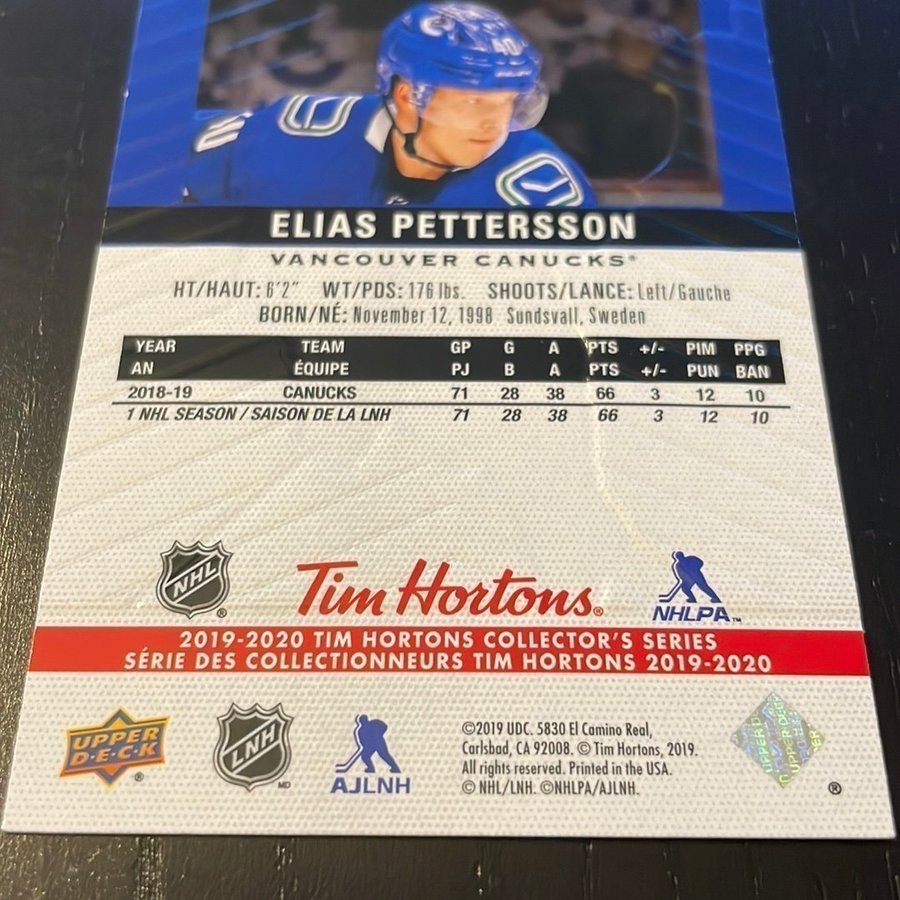 40
40
ELIAS PETTERSSON
VANCOUVER CANUCKS®
HT/HAUT: 6'2" WT/PDS: 176 lbs. SHOOTS/LANCE: Left/Gauche
BORN/NÉ: November 12, 1998 Sundsvall, Sweden
YEAR TEAM GP G A PTS +/- PIM PPG
AN ÉQUIPE PJ B A PTS +/- PUN BAN
2018-19 CANUCKS 71 28 38 66 3 12 10
1 NHL SEASON / SAISON DE LA LNH 71 28 38 66 3 12 10
NHL ®
Tim Hortons®
NHLPA™
2019-2020 TIM HORTONS COLLECTOR'S SERIES
SÉRIE DES COLLECTIONNEURS TIM HORTONS 2019-2020
UPPER
D·E·C·K ®
LNH MD
AJLNH
©2019 UDC. 5830 El Camino Real,
Carlsbad, CA 92008. © Tim Hortons, 2019.
All rights reserved. Printed in the USA.
© NHL/LNH. ©NHLPA/AJLNH.
UPPER DECK
®